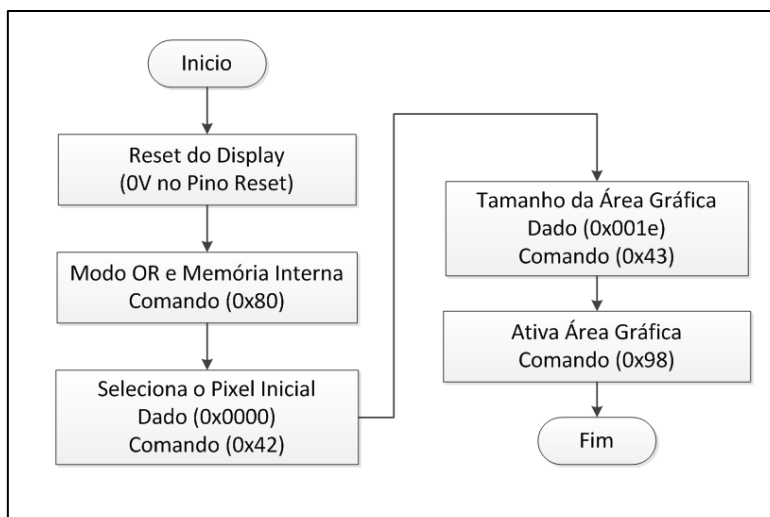 Inicio
Reset do Display
(0V no Pino Reset)
Modo OR e Memória Interna
Comando (0x80)
Seleciona o Pixel Inicial
Dado (0x0000)
Comando (0x42)
Tamanho da Área Gráfica
Dado (0x001e)
Comando (0x43)
Ativa Área Gráfica
Comando (0x98)
Fim